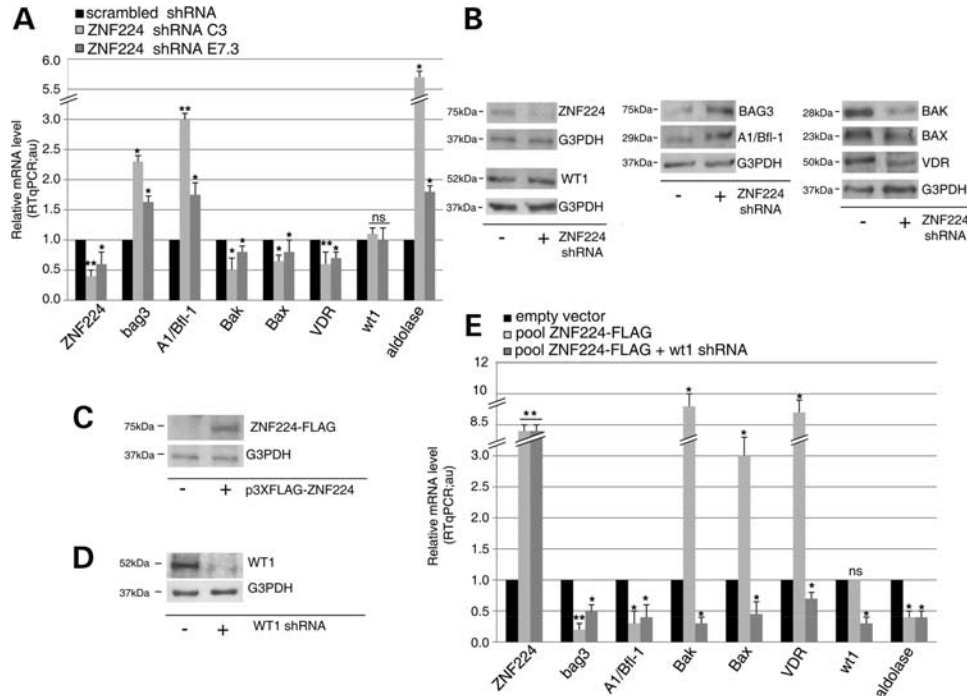 A
scrambled shRNA
ZNF224 shRNA C3
ZNF224 shRNA E7.3
Relative mRNA level
(RTqPCR;au)
6.0
5.5
3.0
2.5
2.0
1.5
1.0
0.5
0.0
* ** * * ** * * * * * * ** * ns * *
ZNF224
bag3
A1/Bfl-1
Bak
Bax
VDR
wt1
aldolase
B
75kDa
ZNF224
37kDa
G3PDH
52kDa
WT1
37kDa
G3PDH
- + ZNF224
shRNA
75kDa
BAG3
29kDa
A1/Bfl-1
37kDa
G3PDH
- + ZNF224
shRNA
28kDa
BAK
23kDa
BAX
50kDa
VDR
37kDa
G3PDH
- + ZNF224
shRNA
C
75kDa
ZNF224-FLAG
37kDa
G3PDH
- + p3XFLAG-ZNF224
D
52kDa
WT1
37kDa
G3PDH
- + WT1 shRNA
E
empty vector
pool ZNF224-FLAG
pool ZNF224-FLAG + wt1 shRNA
Relative mRNA level
(RTqPCR;au)
12
10
8.5
3.0
2.5
2.0
1.5
1.0
0.5
0.0
** ** * * * * * * * * * ns * * *
ZNF224
bag3
A1/Bfl-1
Bak
Bax
VDR
wt1
aldolase